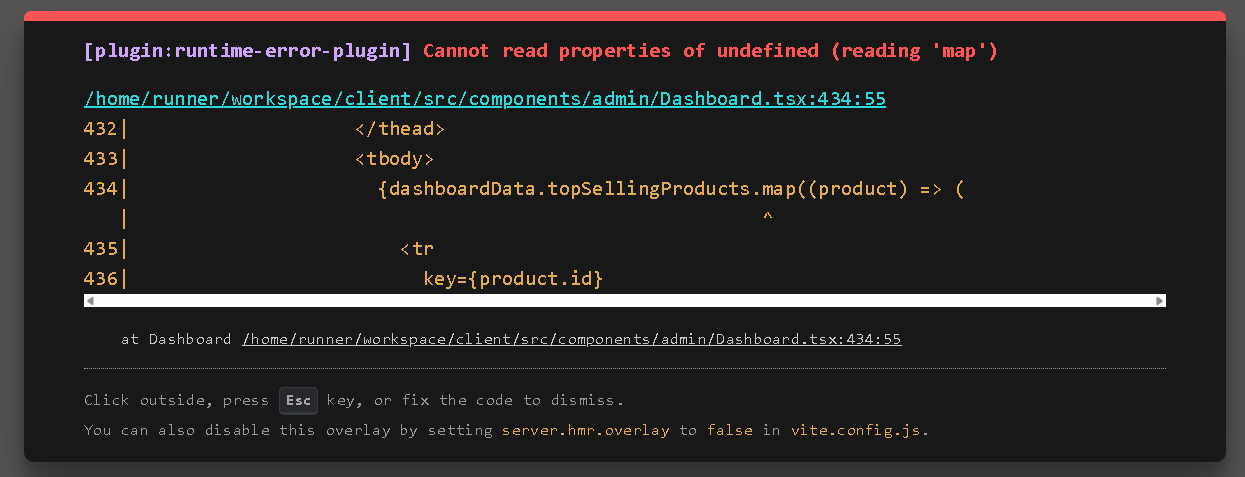 [plugin:runtime-error-plugin] Cannot read properties of undefined (reading 'map')
/home/runner/workspace/client/src/components/admin/Dashboard.tsx:434:55
432|                    </thead>
433|                    <tbody>
434|                      {dashboardData.topSellingProducts.map((product) => (
   |                                                       ^
435|                        <tr
436|                          key={product.id}
at Dashboard /home/runner/workspace/client/src/components/admin/Dashboard.tsx:434:55
Click outside, press Esc key, or fix the code to dismiss.
You can also disable this overlay by setting server.hmr.overlay to false in vite.config.js.